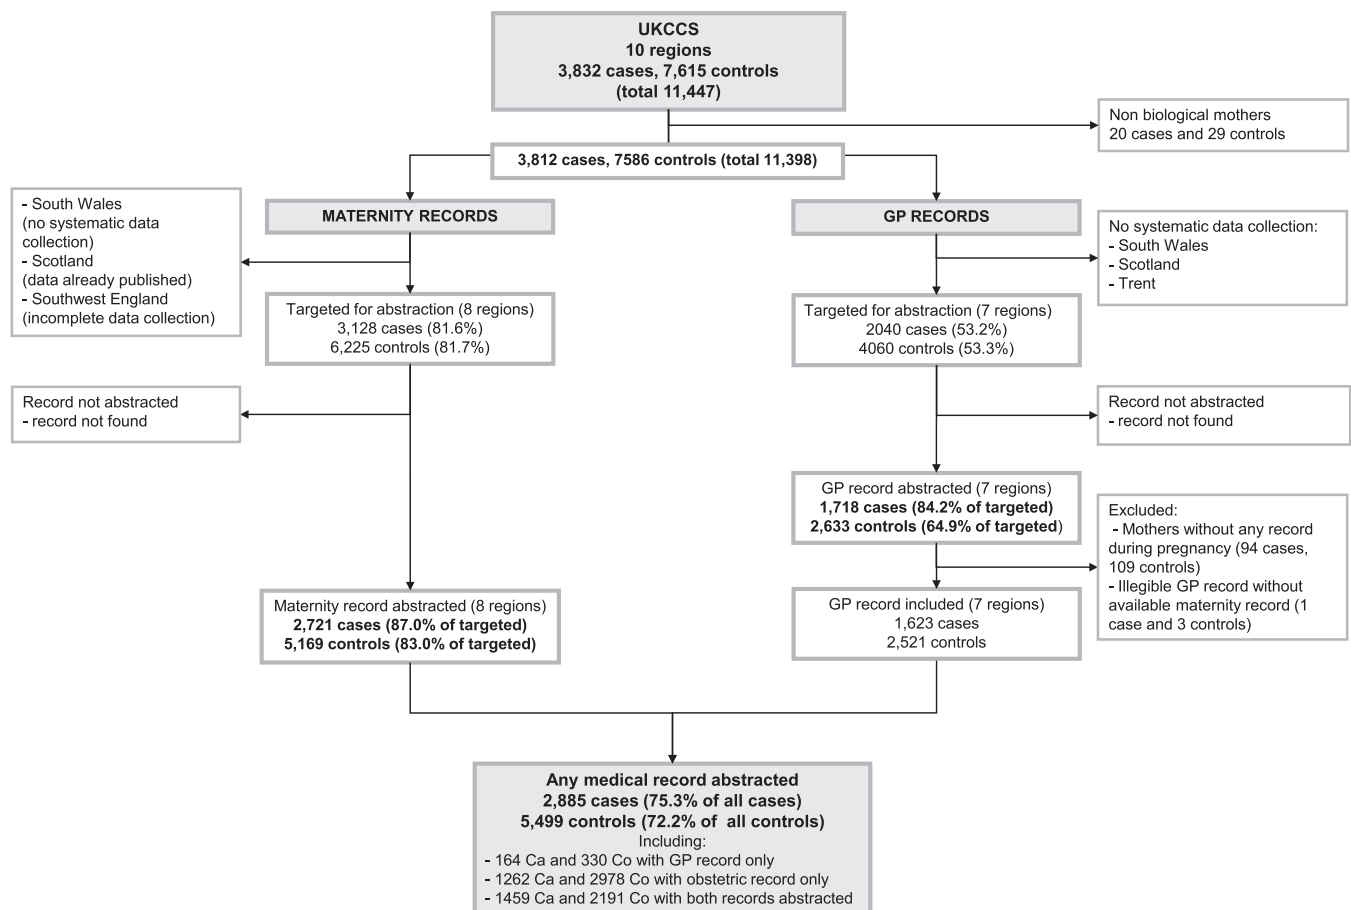 UKCCS
10 regions
3,832 cases, 7,615 controls
(total 11,447)
Non biological mothers
20 cases and 29 controls
3,812 cases, 7586 controls (total 11,398)
- South Wales
(no systematic data
collection)
- Scotland
(data already published)
- Southwest England
(incomplete data collection)
MATERNITY RECORDS
GP RECORDS
No systematic data collection:
- South Wales
- Scotland
- Trent
Targeted for abstraction (8 regions)
3,128 cases (81.6%)
6,225 controls (81.7%)
Targeted for abstraction (7 regions)
2040 cases (53.2%)
4060 controls (53.3%)
Record not abstracted
- record not found
Record not abstracted
- record not found
GP record abstracted (7 regions)
1,718 cases (84.2% of targeted)
2,633 controls (64.9% of targeted)
Excluded:
- Mothers without any record
during pregnancy (94 cases,
109 controls)
- Illegible GP record without
available maternity record (1
case and 3 controls)
Maternity record abstracted (8 regions)
2,721 cases (87.0% of targeted)
5,169 controls (83.0% of targeted)
GP record included (7 regions)
1,623 cases
2,521 controls
Any medical record abstracted
2,885 cases (75.3% of all cases)
5,499 controls (72.2% of all controls)
Including:
- 164 Ca and 330 Co with GP record only
- 1262 Ca and 2978 Co with obstetric record only
- 1459 Ca and 2191 Co with both records abstracted